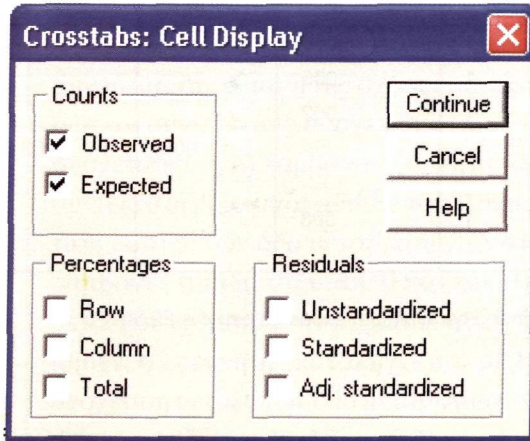 Crosstabs: Cell Display
Counts
Observed
Expected
Continue
Cancel
Help
Percentages
Row
Column
Total
Residuals
Unstandardized
Standardized
Adj. standardized